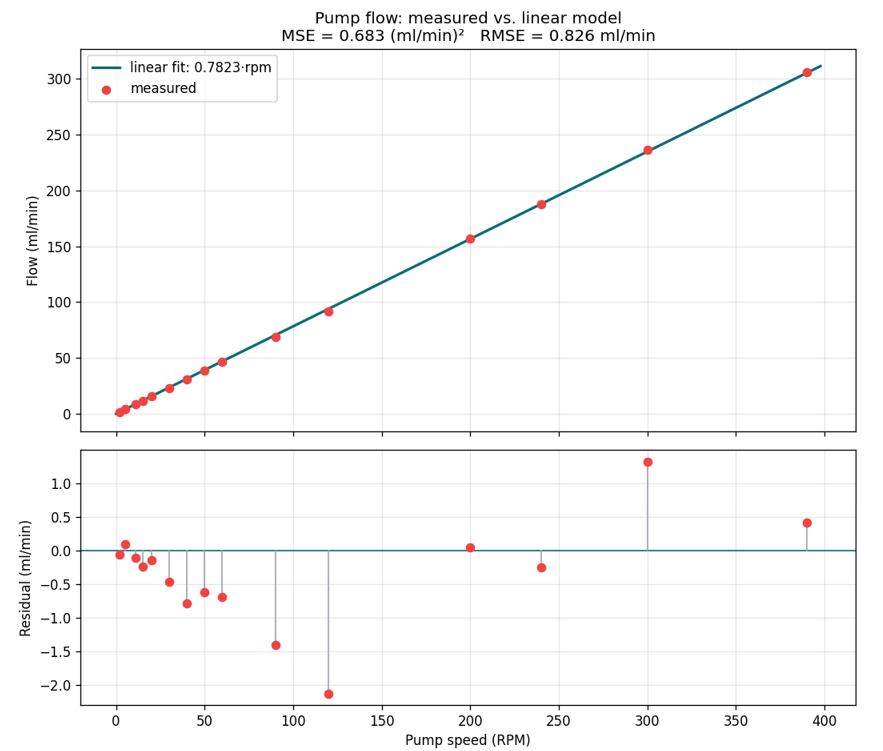 Pump flow: measured vs. linear model
MSE = 0.683 (ml/min)²   RMSE = 0.826 ml/min
linear fit: 0.7823·rpm
measured
Flow (ml/min)
300
250
200
150
100
50
0
Residual (ml/min)
1.0
0.5
0.0
−0.5
−1.0
−1.5
−2.0
0 50 100 150 200 250 300 350 400
Pump speed (RPM)